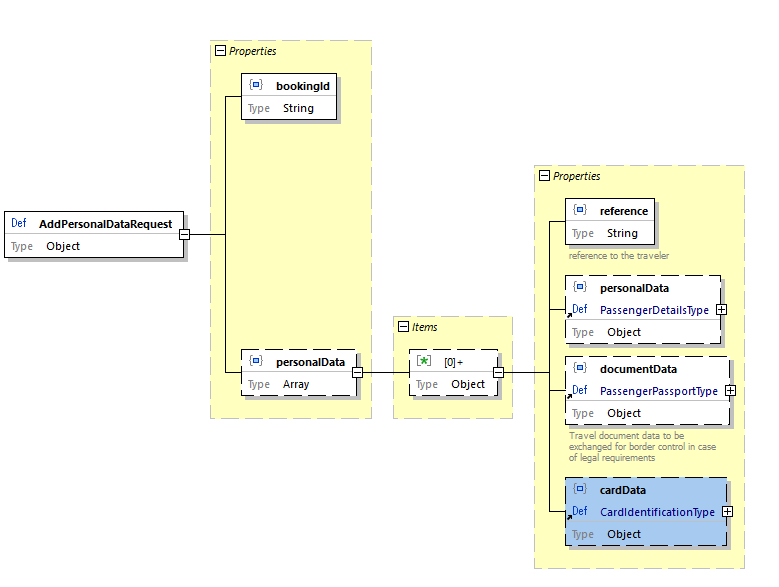 Properties
bookingId
Type String
Def AddPersonalDataRequest
Type Object
personalData
Type Array
Items
[*] [0]+
Type Object
Properties
reference
Type String
reference to the traveler
personalData
Def PassengerDetailsType
Type Object
documentData
Def PassengerPassportType
Type Object
Travel document data to be
exchanged for border control in case
of legal requirements
cardData
Def CardIdentificationType
Type Object